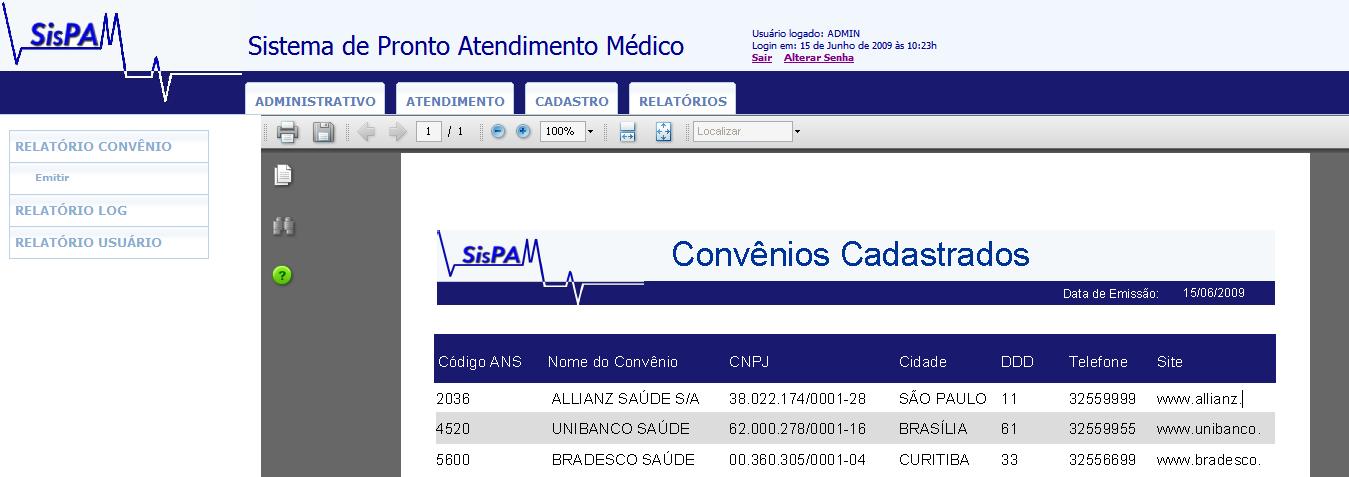 SisPA
Sistema de Pronto Atendimento Médico
Usuário logado: ADMIN
Login em: 15 de Junho de 2009 às 10:23h
Sair Alterar Senha
ADMINISTRATIVO ATENDIMENTO CADASTRO RELATÓRIOS
1 / 1 100% Localizar
RELATÓRIO CONVÊNIO
Emitir
RELATÓRIO LOG
RELATÓRIO USUÁRIO
SisPA
Convênios Cadastrados
Data de Emissão: 15/06/2009
Código ANS Nome do Convênio CNPJ Cidade DDD Telefone Site
2036 ALLIANZ SAÚDE S/A 38.022.174/0001-28 SÃO PAULO 11 32559999 www.allianz.
4520 UNIBANCO SAÚDE 62.000.278/0001-16 BRASÍLIA 61 32559955 www.unibanco.
5600 BRADESCO SAÚDE 00.360.305/0001-04 CURITIBA 33 32556699 www.bradesco.